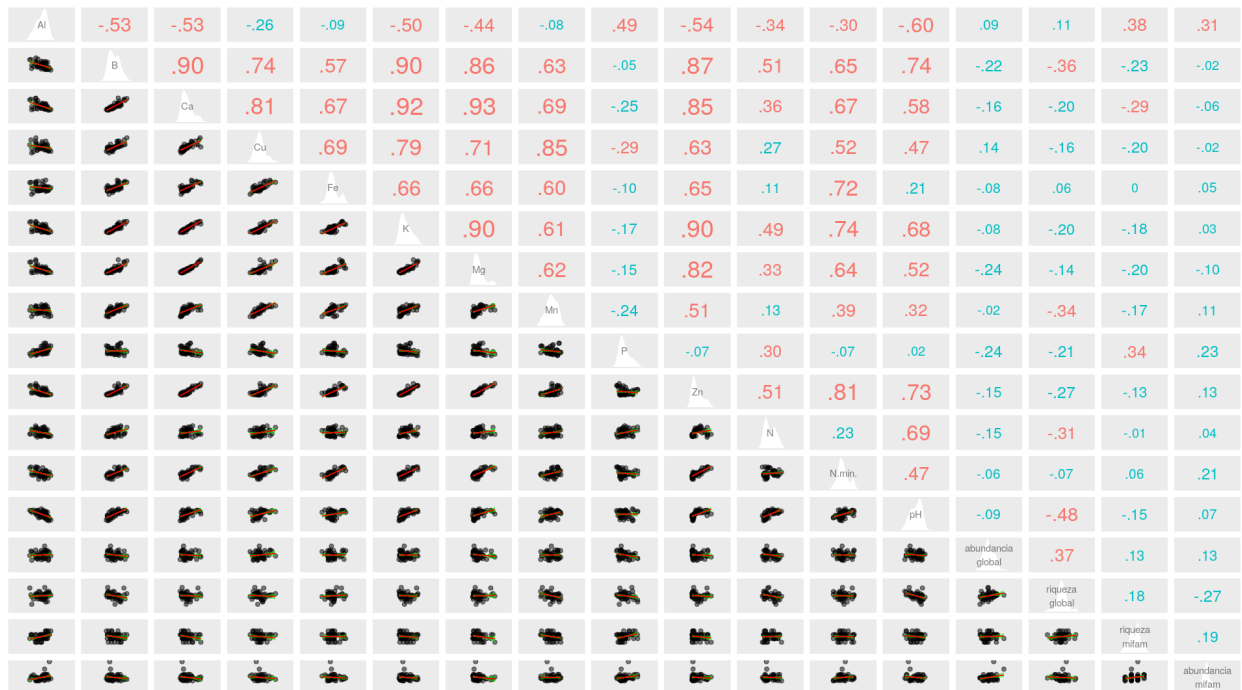 Al -.53 -.53 -.26 -.09 -.50 -.44 -.08 .49 -.54 -.34 -.30 -.60 .09 .11 .38 .31
B .90 .74 .57 .90 .86 .63 -.05 .87 .51 .65 .74 -.22 -.36 -.23 -.02
Ca .81 .67 .92 .93 .69 -.25 .85 .36 .67 .58 -.16 -.20 -.29 -.06
Cu .69 .79 .71 .85 -.29 .63 .27 .52 .47 .14 -.16 -.20 -.02
Fe .66 .66 .60 -.10 .65 .11 .72 .21 -.08 .06 0 .05
K .90 .61 -.17 .90 .49 .74 .68 -.08 -.20 -.18 .03
Mg .62 -.15 .82 .33 .64 .52 -.24 -.14 -.20 -.10
Mn -.24 .51 .13 .39 .32 -.02 -.34 -.17 .11
P -.07 .30 -.07 .02 -.24 -.21 .34 .23
Zn .51 .81 .73 -.15 -.27 -.13 .13
N .23 .69 -.15 -.31 -.01 .04
N.min. .47 -.06 -.07 .06 .21
pH -.09 -.48 -.15 .07
abundancia
global .37 .13 .13
riqueza
global .18 -.27
riqueza
mifam .19
abundancia
mifam